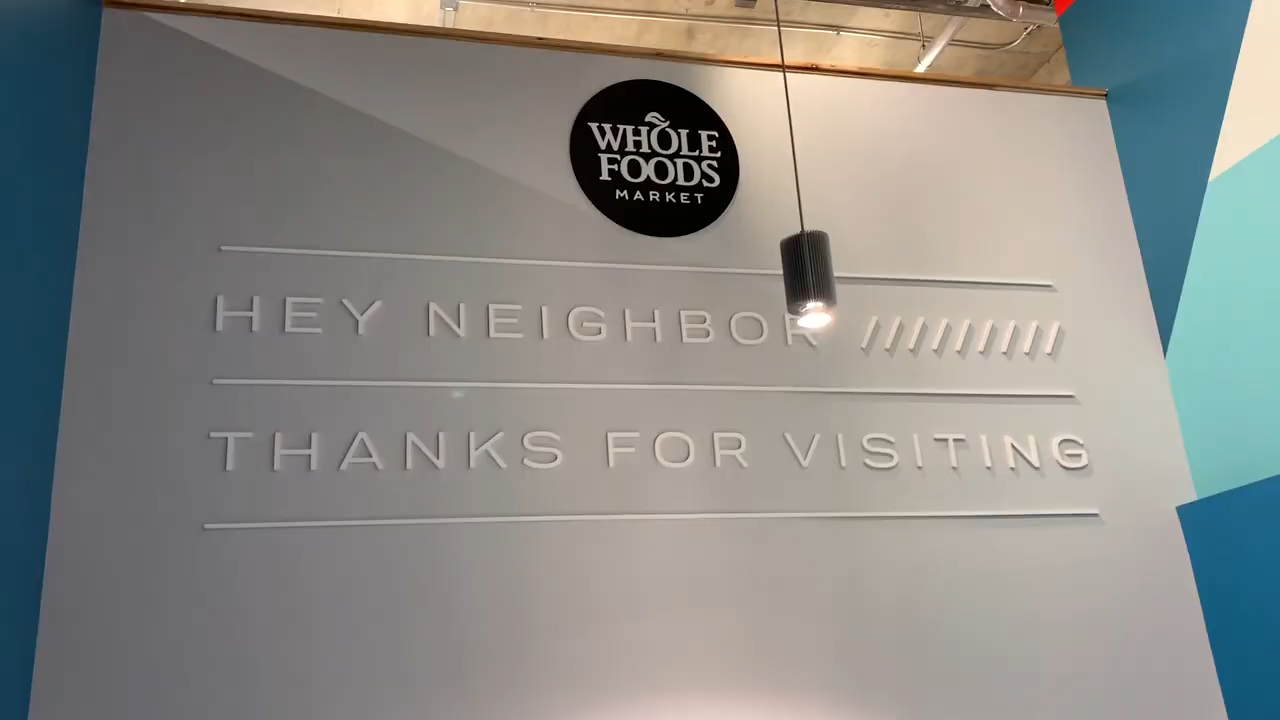 WHOLE
FOODS
MARKET
HEY NEIGHBOR /////////
THANKS FOR VISITING